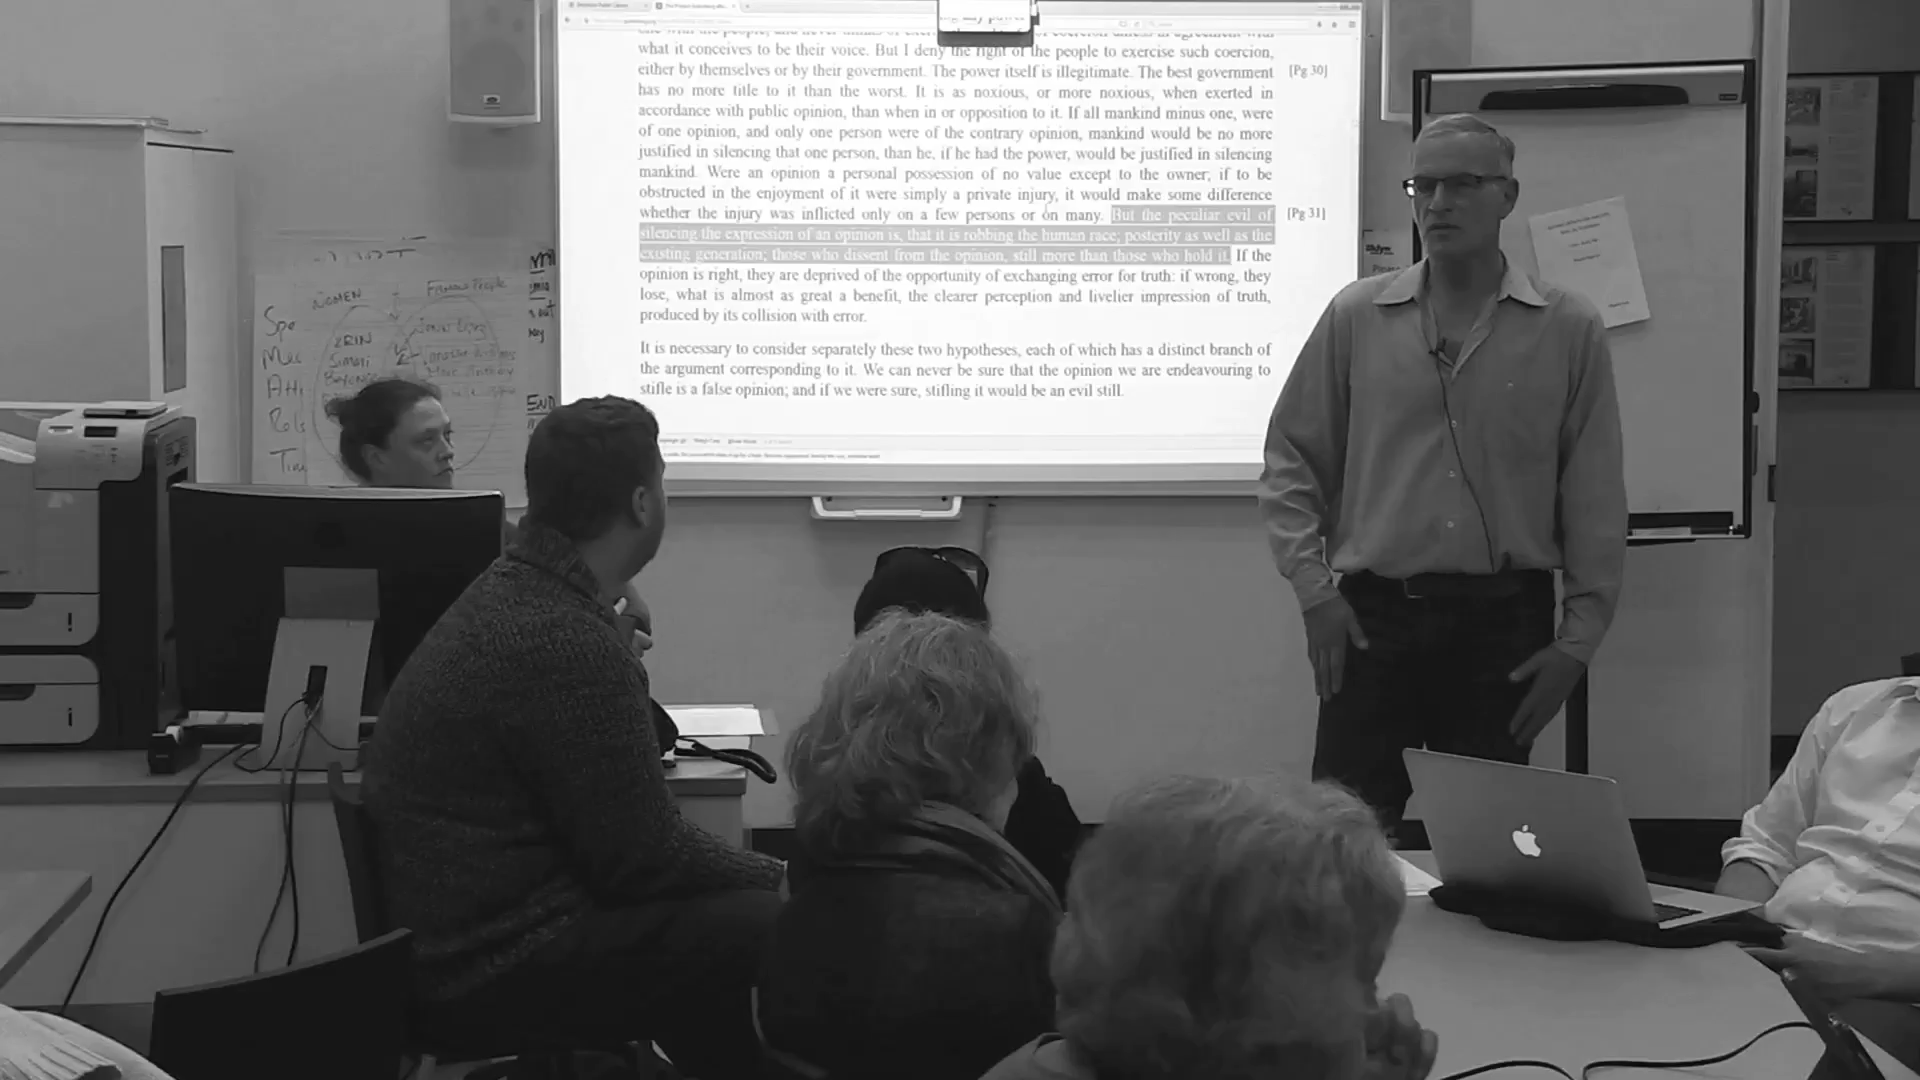 what it conceives to be their voice. But I deny the right of the people to exercise such coercion,
either by themselves or by their government. The power itself is illegitimate. The best government [Pg 30]
has no more title to it than the worst. It is as noxious, or more noxious, when exerted in
accordance with public opinion, than when in or opposition to it. If all mankind minus one, were
of one opinion, and only one person were of the contrary opinion, mankind would be no more
justified in silencing that one person, than he, if he had the power, would be justified in silencing
mankind. Were an opinion a personal possession of no value except to the owner; if to be
obstructed in the enjoyment of it were simply a private injury, it would make some difference
whether the injury was inflicted only on a few persons or on many. But the peculiar evil of [Pg 31]
silencing the expression of an opinion is, that it is robbing the human race; posterity as well as the
existing generation; those who dissent from the opinion, still more than those who hold it. If the
opinion is right, they are deprived of the opportunity of exchanging error for truth: if wrong, they
lose, what is almost as great a benefit, the clearer perception and livelier impression of truth,
produced by its collision with error.
It is necessary to consider separately these two hypotheses, each of which has a distinct branch of
the argument corresponding to it. We can never be sure that the opinion we are endeavouring to
stifle is a false opinion; and if we were sure, stifling it would be an evil still.
WOMEN
Famous People
ERIN
Simari
END